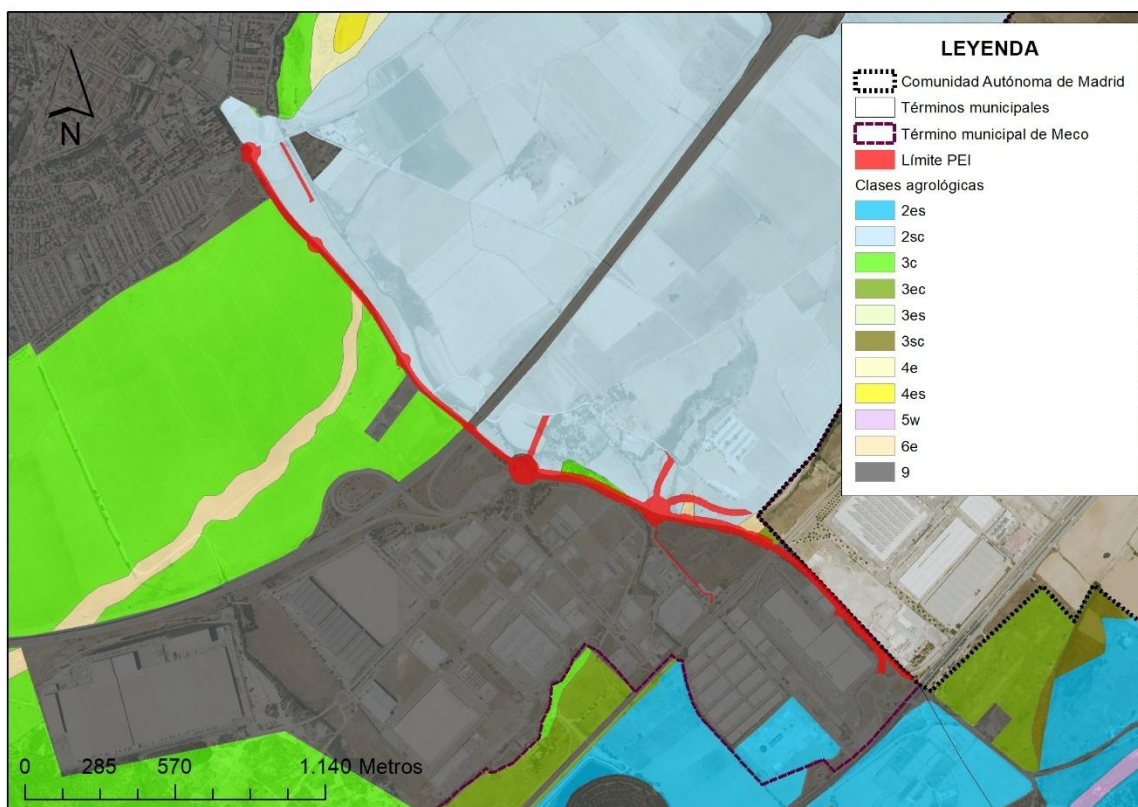 N
LEYENDA
Comunidad Autónoma de Madrid
Términos municipales
Término municipal de Meco
Límite PEI
Clases agrológicas
2es
2sc
3c
3ec
3es
3sc
4e
4es
5w
6e
9
0 285 570 1.140 Metros